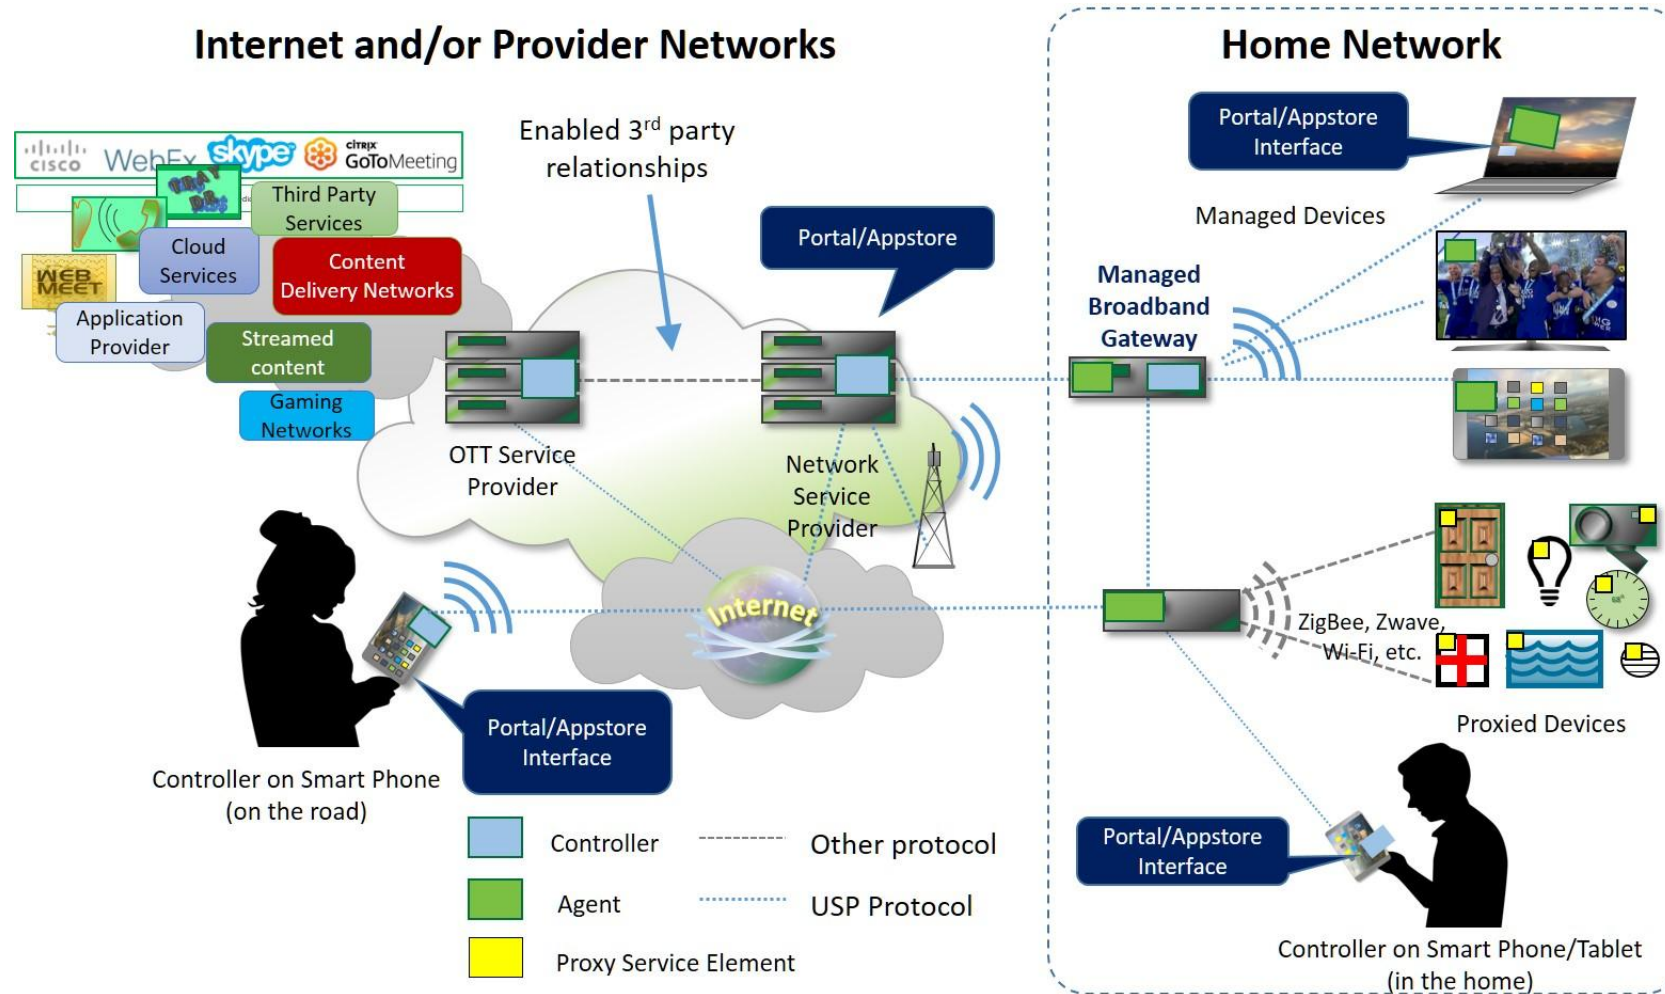 Internet and/or Provider Networks
Home Network
Enabled 3rd party
relationships
Portal/Appstore
Interface
CISCO
WebEx
skype
CITRIX
GoToMeeting
Third Party
Services
Cloud
Services
Content
Delivery Networks
WEB
MEET
Application
Provider
Streamed
content
Gaming
Networks
Portal/Appstore
Managed Devices
Managed
Broadband
Gateway
OTT Service
Provider
Network
Service
Provider
Internet
ZigBee, Zwave,
Wi-Fi, etc.
Proxied Devices
Portal/Appstore
Interface
Controller on Smart Phone
(on the road)
Controller
Other protocol
Agent
USP Protocol
Proxy Service Element
Portal/Appstore
Interface
Controller on Smart Phone/Tablet
(in the home)